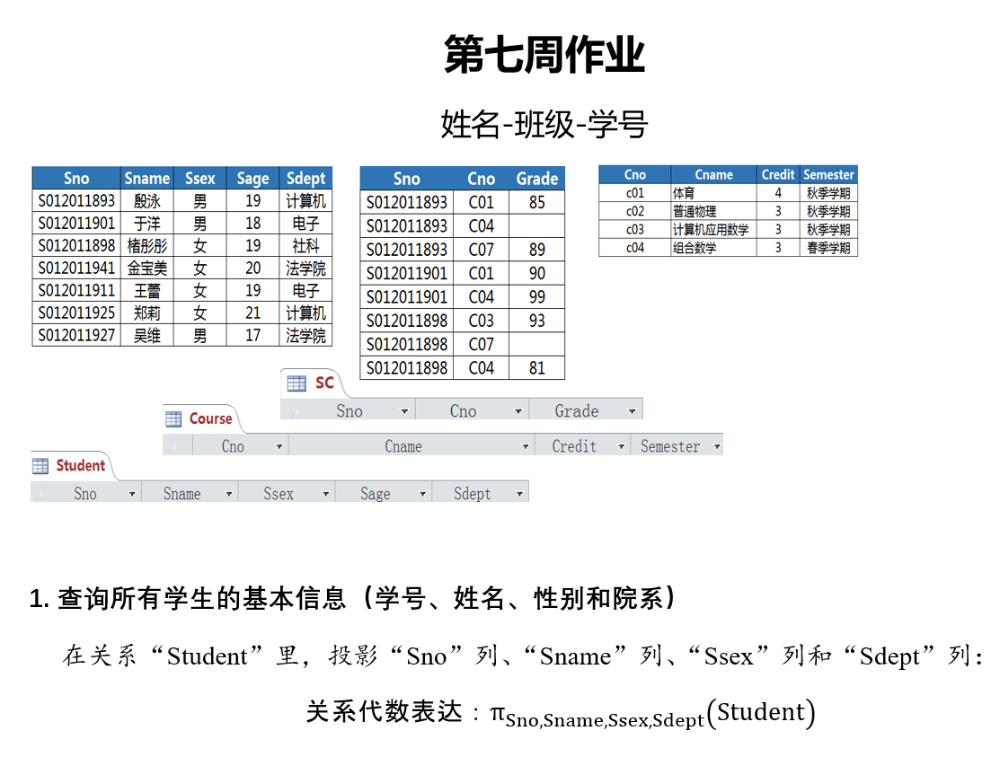 第七周作业
姓名-班级-学号
Sno Sname Ssex Sage Sdept
S012011893 殷泳 男 19 计算机
S012011901 于洋 男 18 电子
S012011898 楮彤彤 女 19 社科
S012011941 金宝美 女 20 法学院
S012011911 王蕾 女 19 电子
S012011925 郑莉 女 21 计算机
S012011927 吴维 男 17 法学院
Sno Cno Grade
S012011893 C01 85
S012011893 C04
S012011893 C07 89
S012011901 C01 90
S012011901 C04 99
S012011898 C03 93
S012011898 C07
S012011898 C04 81
Cno Cname Credit Semester
c01 体育 4 秋季学期
c02 普通物理 3 秋季学期
c03 计算机应用数学 3 秋季学期
c04 组合数学 3 春季学期
SC
Sno Cno Grade
Course
Cno Cname Credit Semester
Student
Sno Sname Ssex Sage Sdept
1. 查询所有学生的基本信息（学号、姓名、性别和院系）
在关系“Student”里，投影“Sno”列、“Sname”列、“Ssex”列和“Sdept”列：
关系代数表达：π_{Sno,Sname,Ssex,Sdept}(Student)